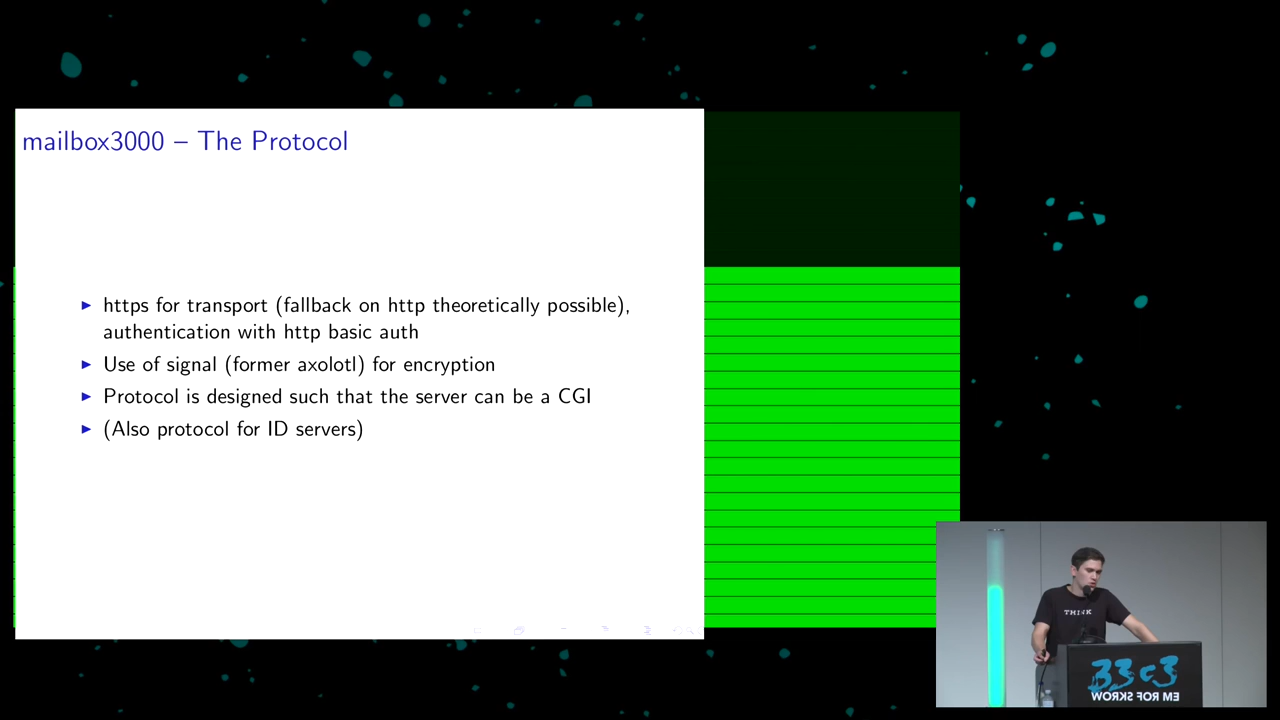 mailbox3000 – The Protocol
► https for transport (fallback on http theoretically possible),
authentication with http basic auth
► Use of signal (former axolotl) for encryption
► Protocol is designed such that the server can be a CGI
► (Also protocol for ID servers)
THINK
33c3
WORKS FOR ME